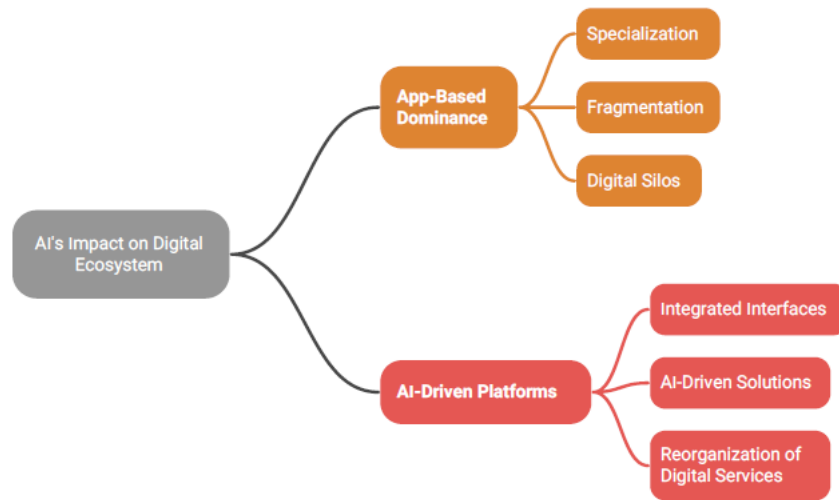 AI's Impact on Digital
Ecosystem
App-Based
Dominance
Specialization
Fragmentation
Digital Silos
AI-Driven Platforms
Integrated Interfaces
AI-Driven Solutions
Reorganization of
Digital Services